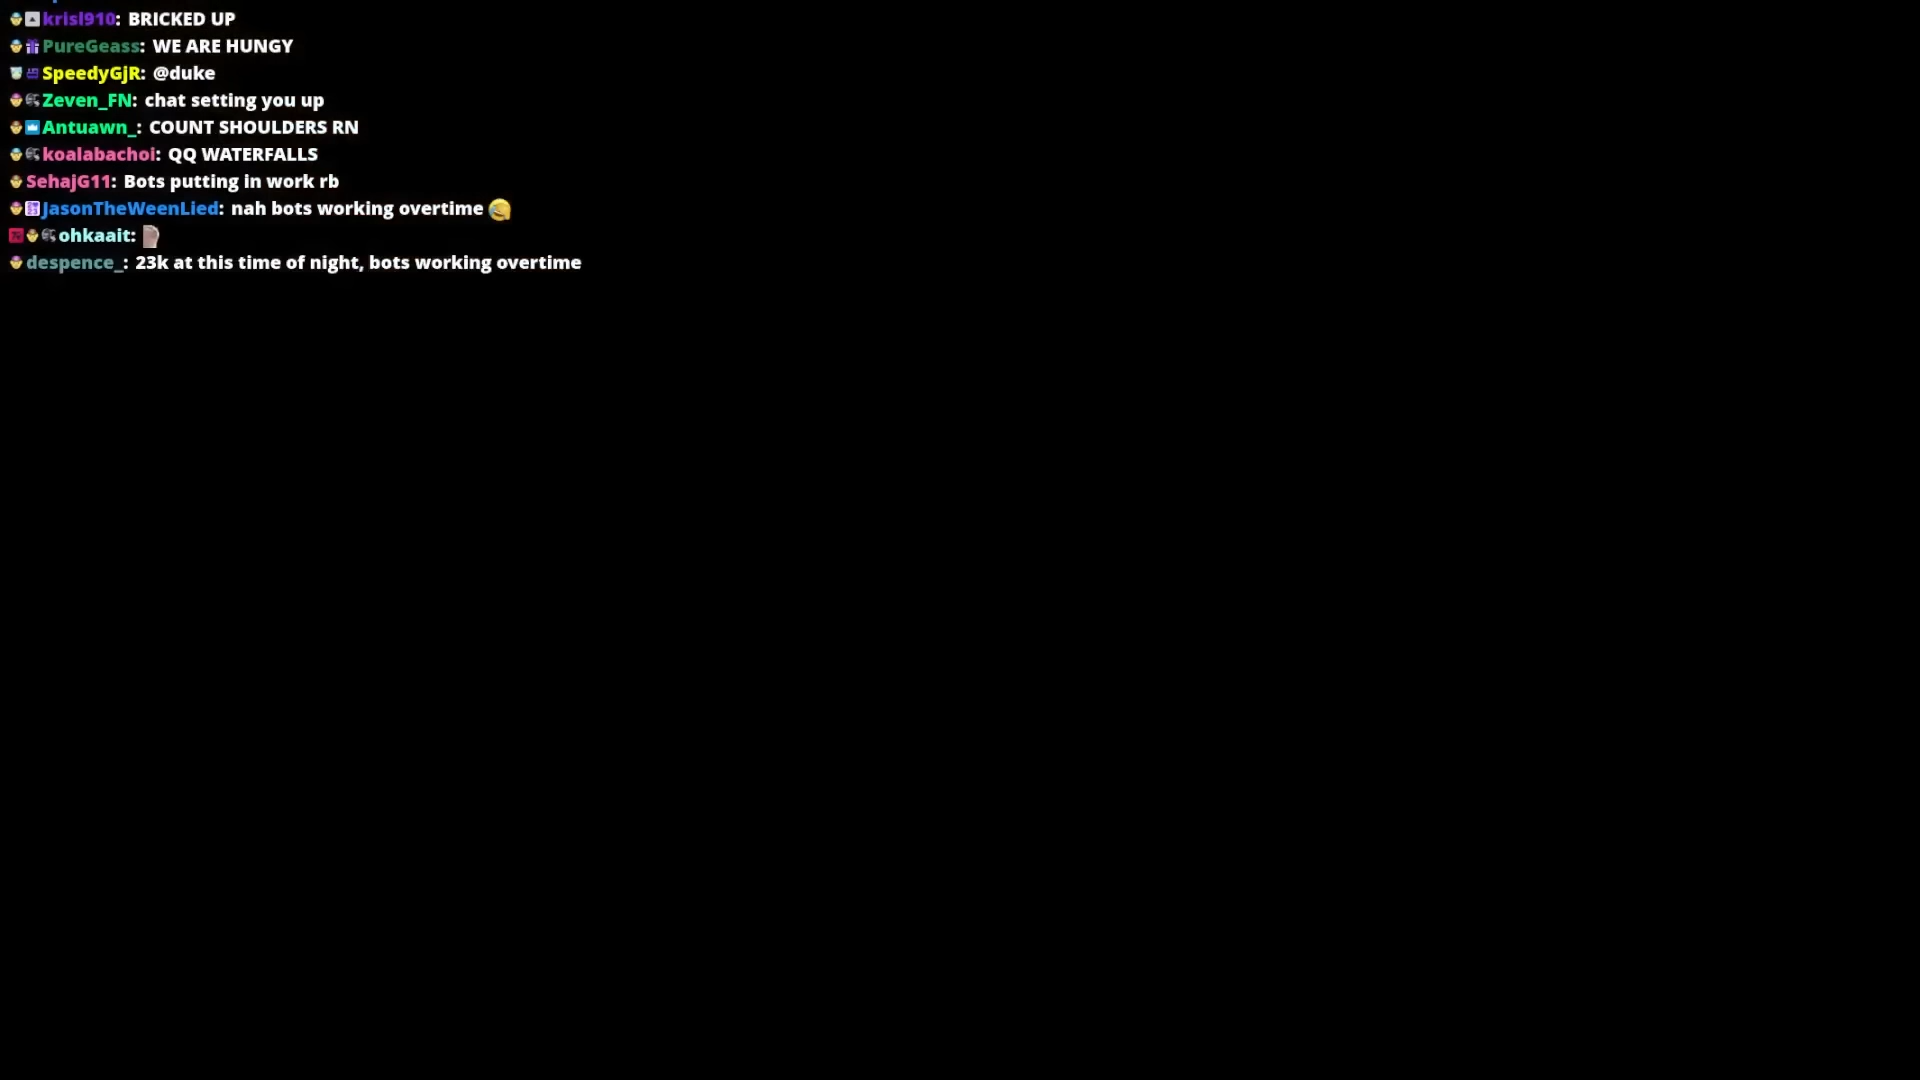 krisl910: BRICKED UP
PureGeass: WE ARE HUNGY
SpeedyGJR: @duke
Zeven_FN: chat setting you up
Antuawn_: COUNT SHOULDERS RN
koalabachoi: QQ WATERFALLS
SehajG11: Bots putting in work rb
JasonTheWeenLied: nah bots working overtime
ohkaait:
despence_: 23k at this time of night, bots working overtime